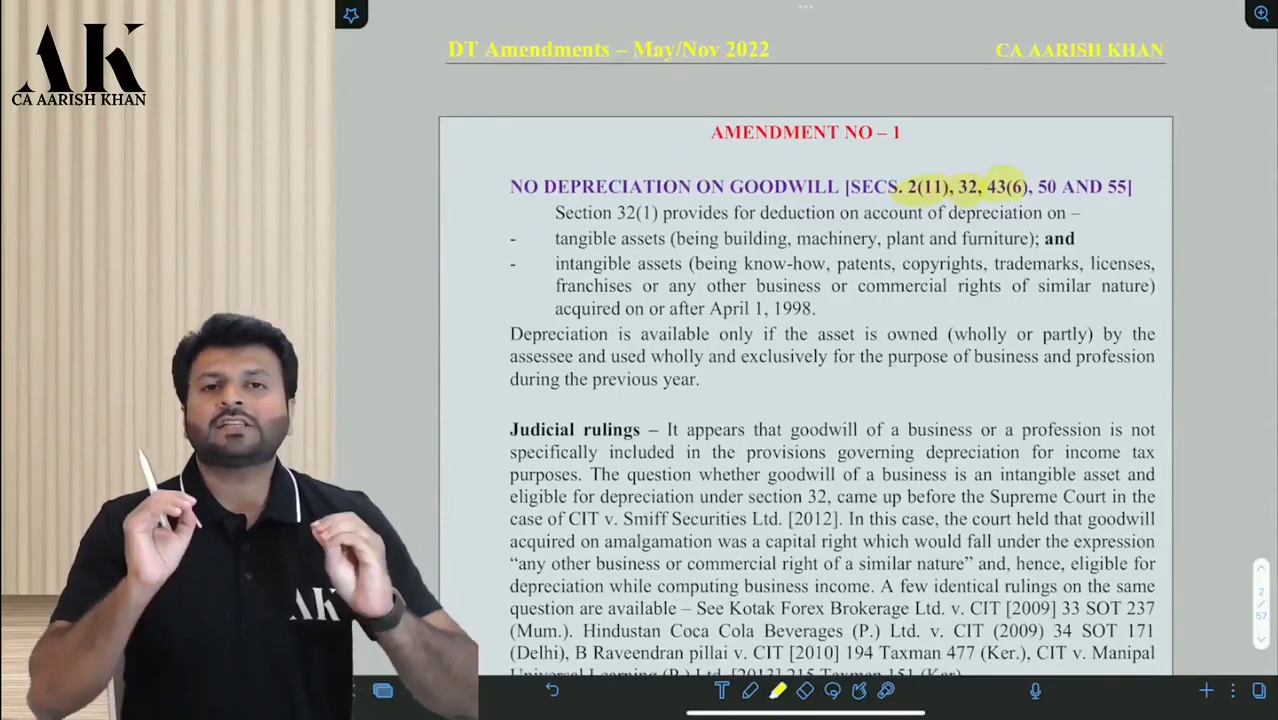 AK
CA AARISH KHAN
DT Amendments – May/Nov 2022
CA AARISH KHAN
AMENDMENT NO – 1
NO DEPRECIATION ON GOODWILL [SECS. 2(11), 32, 43(6), 50 AND 55]
Section 32(1) provides for deduction on account of depreciation on –
- tangible assets (being building, machinery, plant and furniture); and
- intangible assets (being know-how, patents, copyrights, trademarks, licenses,
franchises or any other business or commercial rights of similar nature)
acquired on or after April 1, 1998.
Depreciation is available only if the asset is owned (wholly or partly) by the
assessee and used wholly and exclusively for the purpose of business and profession
during the previous year.
Judicial rulings – It appears that goodwill of a business or a profession is not
specifically included in the provisions governing depreciation for income tax
purposes. The question whether goodwill of a business is an intangible asset and
eligible for depreciation under section 32, came up before the Supreme Court in the
case of CIT v. Smiff Securities Ltd. [2012]. In this case, the court held that goodwill
acquired on amalgamation was a capital right which would fall under the expression
“any other business or commercial right of a similar nature” and, hence, eligible for
depreciation while computing business income. A few identical rulings on the same
question are available – See Kotak Forex Brokerage Ltd. v. CIT [2009] 33 SOT 237
(Mum.). Hindustan Coca Cola Beverages (P.) Ltd. v. CIT (2009) 34 SOT 171
(Delhi), B Raveendran pillai v. CIT [2010] 194 Taxman 477 (Ker.), CIT v. Manipal
Universal Learning (P.) Ltd. [2013] 215 Taxman 151 (Kar)
AK
2
/
57
T